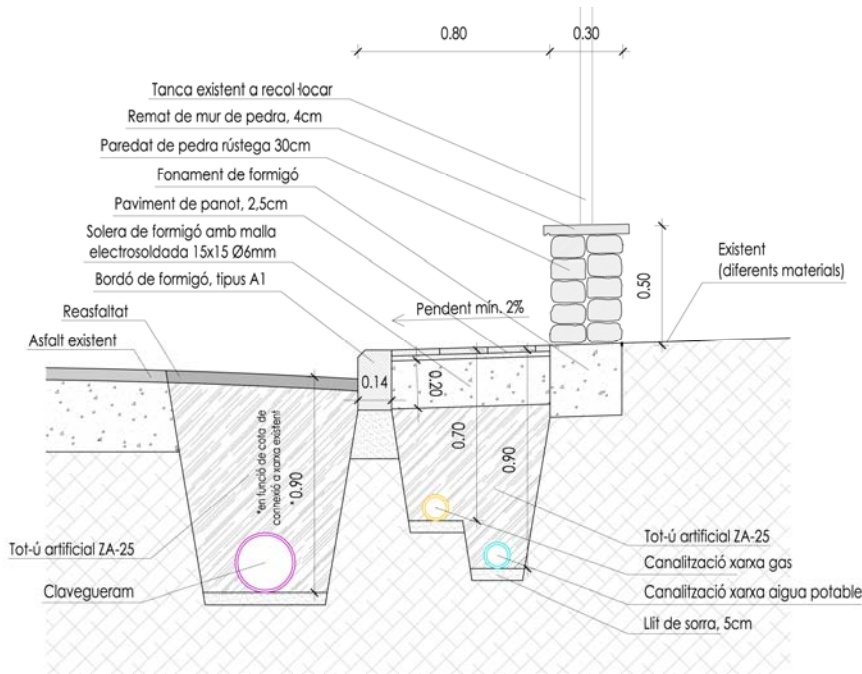 0.80
0.30
Tanca existent a recol·locar
Remat de mur de pedra, 4cm
Paredat de pedra rústega 30cm
Fonament de formigó
Paviment de panot, 2,5cm
Solera de formigó amb malla
electrosoldada 15x15 Ø6mm
Bordó de formigó, tipus A1
Reasfaltat
Asfalt existent
Pendent mín. 2%
0.50
Existent
(diferents materials)
0.14
0.20
0.70
0.90
*en funció de cota de
connexió a xarxa existent
*0.90
Tot-ú artificial ZA-25
Clavegueram
Tot-ú artificial ZA-25
Canalització xarxa gas
Canalització xarxa aigua potable
Llit de sorra, 5cm